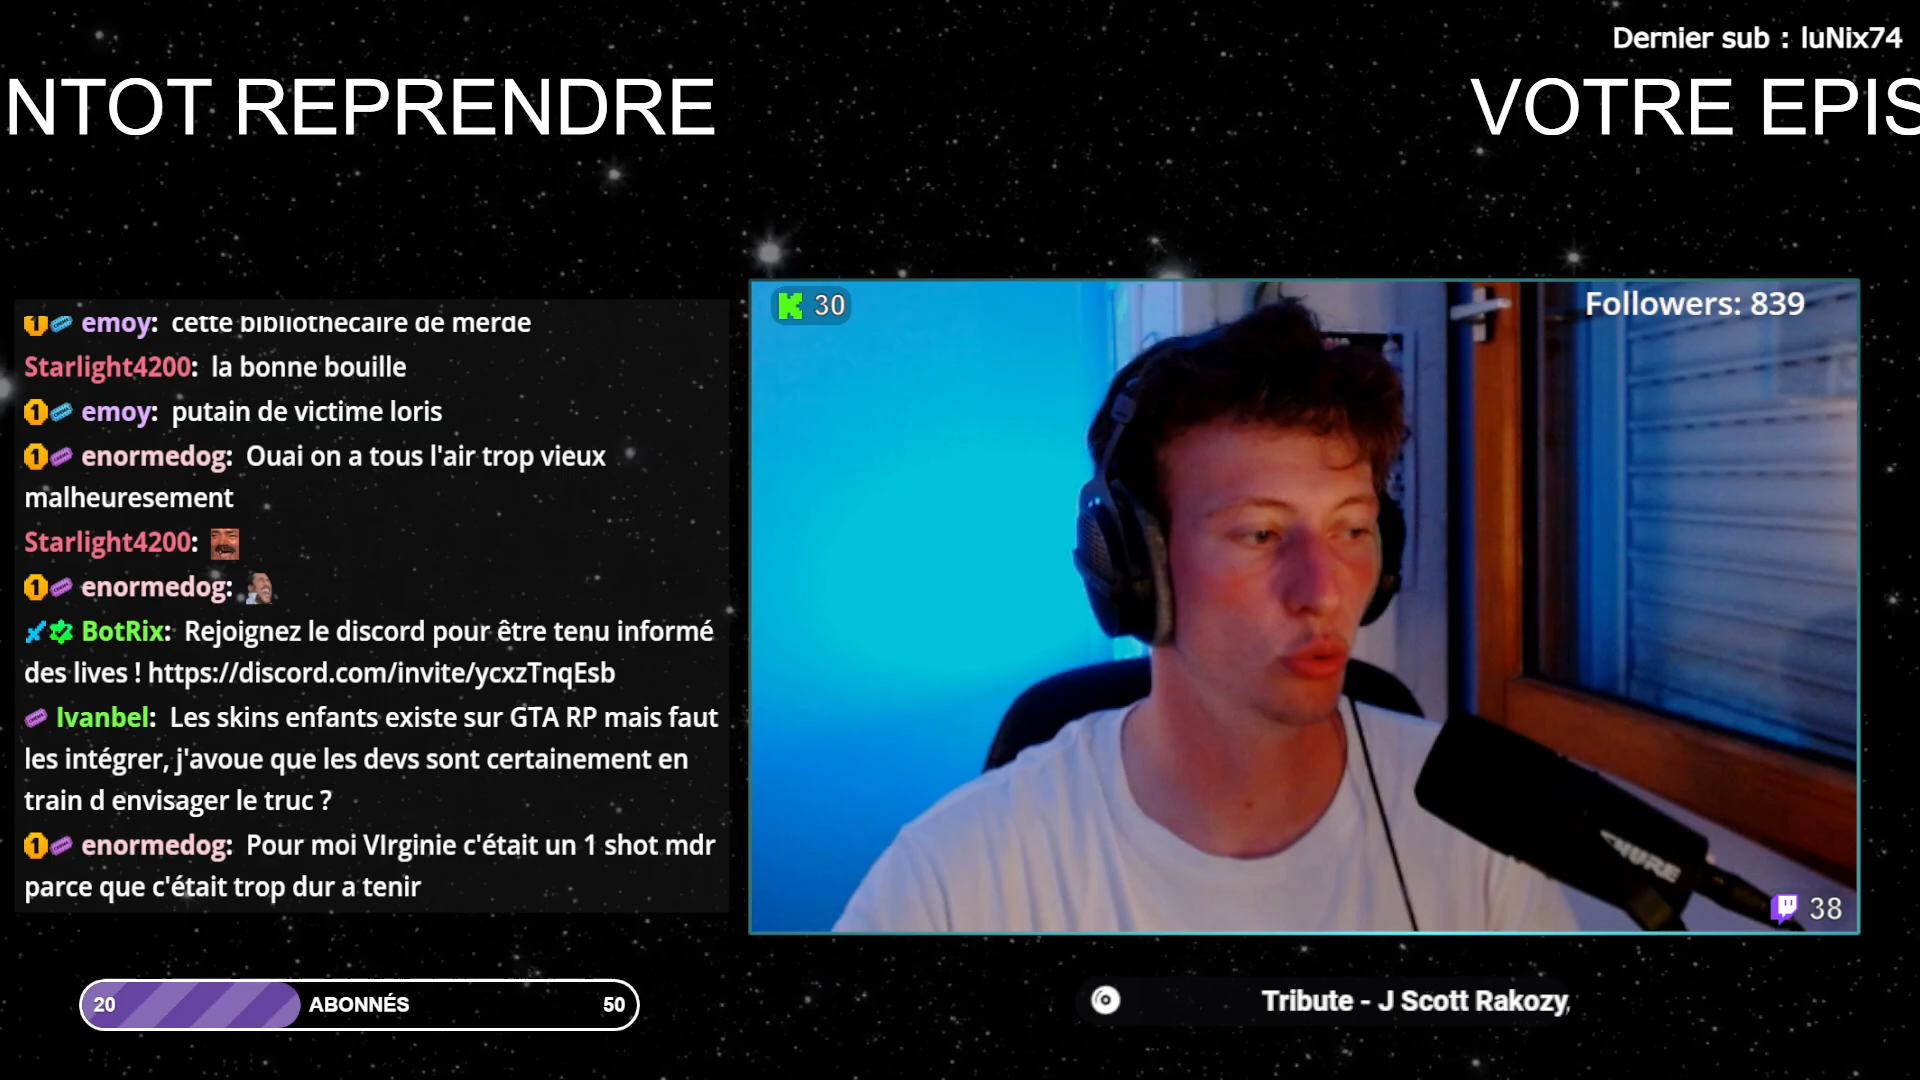 Dernier sub : luNix74
NTOT REPRENDRE
VOTRE EPIS
30
Followers: 839
emoy: cette bibliothecaire de merde
Starlight4200: la bonne bouille
emoy: putain de victime loris
enormedog: Ouai on a tous l'air trop vieux
malheuresement
Starlight4200:
enormedog:
BotRix: Rejoignez le discord pour être tenu informé
des lives ! https://discord.com/invite/ycxzTnqEsb
Ivanbel: Les skins enfants existe sur GTA RP mais faut
les intégrer, j'avoue que les devs sont certainement en
train d envisager le truc ?
enormedog: Pour moi VIrginie c'était un 1 shot mdr
parce que c'était trop dur a tenir
SHURE
38
20 ABONNÉS 50
Tribute - J Scott Rakozy,